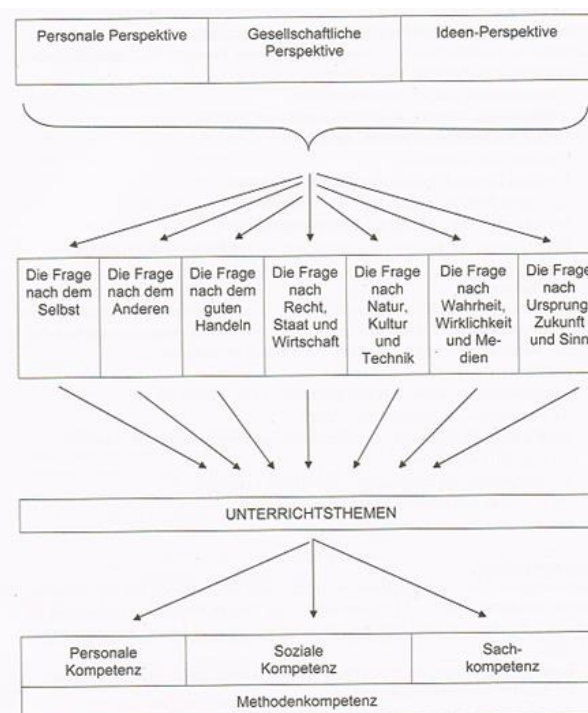 Personale Perspektive
Gesellschaftliche
Perspektive
Ideen-Perspektive
Die Frage
nach dem
Selbst
Die Frage
nach dem
Anderen
Die Frage
nach dem
guten
Handeln
Die Frage
nach
Recht,
Staat und
Wirtschaft
Die Frage
nach
Natur,
Kultur
und
Technik
Die Frage
nach
Wahrheit,
Wirklichkeit
und Me-
dien
Die Frage
nach
Ursprung,
Zukunft
und Sinn
UNTERRICHTSTHEMEN
Personale
Kompetenz
Soziale
Kompetenz
Sach-
kompetenz
Methodenkompetenz